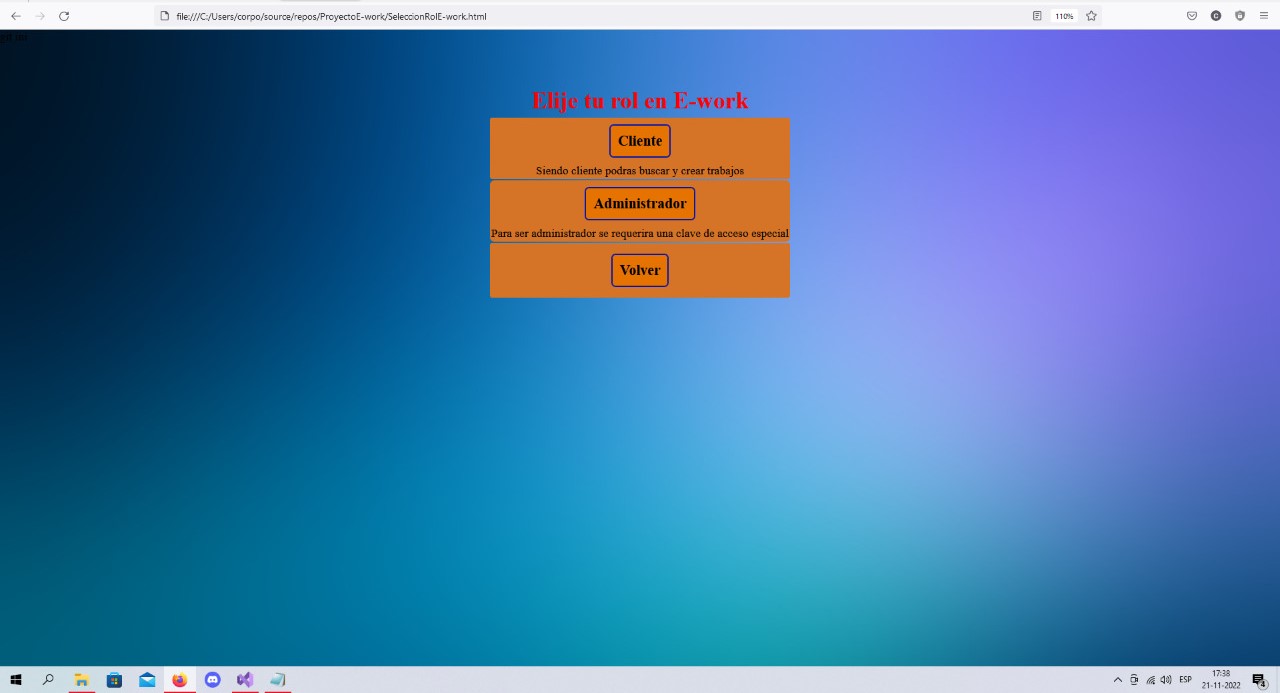 file:///C:/Users/corpo/source/repos/ProyectoE-work/SeleccionRolE-work.html
110%
Elije tu rol en E-work
Cliente
Siendo cliente podras buscar y crear trabajos
Administrador
Para ser administrador se requerira una clave de acceso especial
Volver
ESP
17:38
21-11-2022
4